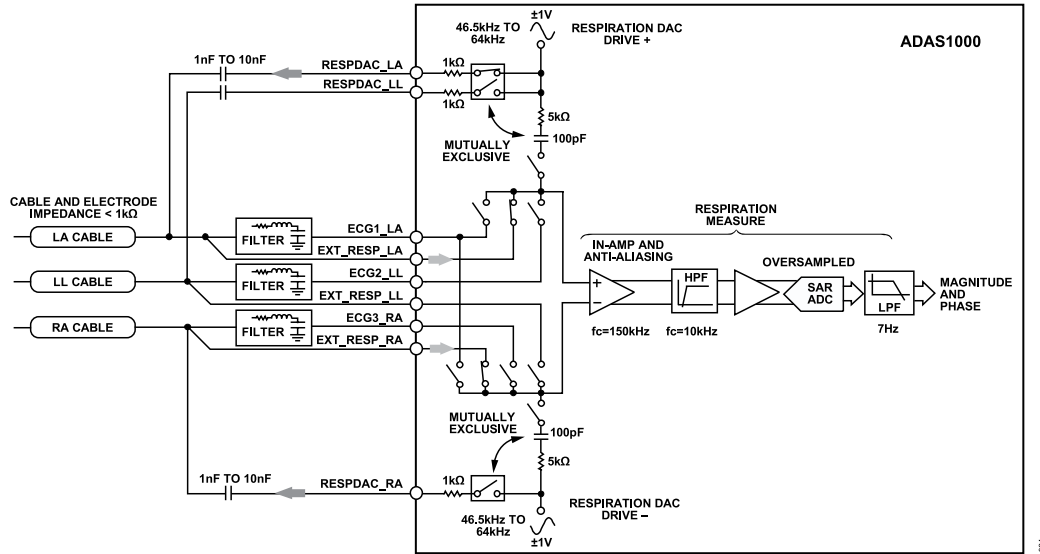 46.5kHz TO
64kHz
±1V
RESPIRATION DAC
DRIVE +
ADAS1000
1nF TO 10nF
RESPDAC_LA
1kΩ
RESPDAC_LL
1kΩ
5kΩ
100pF
MUTUALLY
EXCLUSIVE
CABLE AND ELECTRODE
IMPEDANCE < 1kΩ
LA CABLE
FILTER
ECG1_LA
EXT_RESP_LA
LL CABLE
FILTER
ECG2_LL
EXT_RESP_LL
RA CABLE
FILTER
ECG3_RA
EXT_RESP_RA
RESPIRATION
MEASURE
IN-AMP AND
ANTI-ALIASING
+
–
fc=150kHz
HPF
fc=10kHz
OVERSAMPLED
SAR
ADC
LPF
7Hz
MAGNITUDE
AND
PHASE
MUTUALLY
EXCLUSIVE
100pF
5kΩ
1nF TO 10nF
RESPDAC_RA
1kΩ
46.5kHz TO
64kHz
±1V
RESPIRATION DAC
DRIVE –